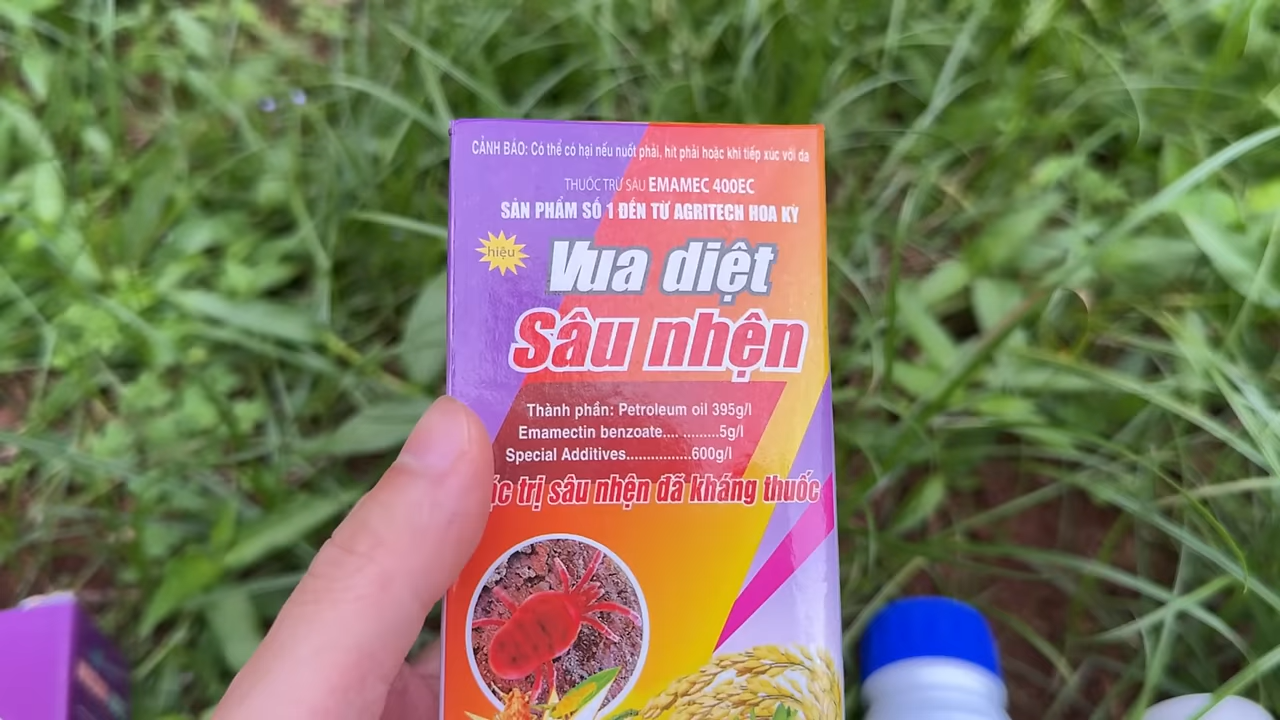 CẢNH BÁO: Có thể có hại nếu nuốt phải, hít phải hoặc khi tiếp xúc với da
THUỐC TRỪ SÂU EMAMEC 400EC
SẢN PHẨM SỐ 1 ĐẾN TỪ AGRITECH HOA KỲ
hiệu
Vua diệt
Sâu nhện
Thành phần: Petroleum oil 395g/l
Emamectin benzoate.... .........5g/l
Special Additives................600g/l
trị sâu nhện đã kháng thuốc